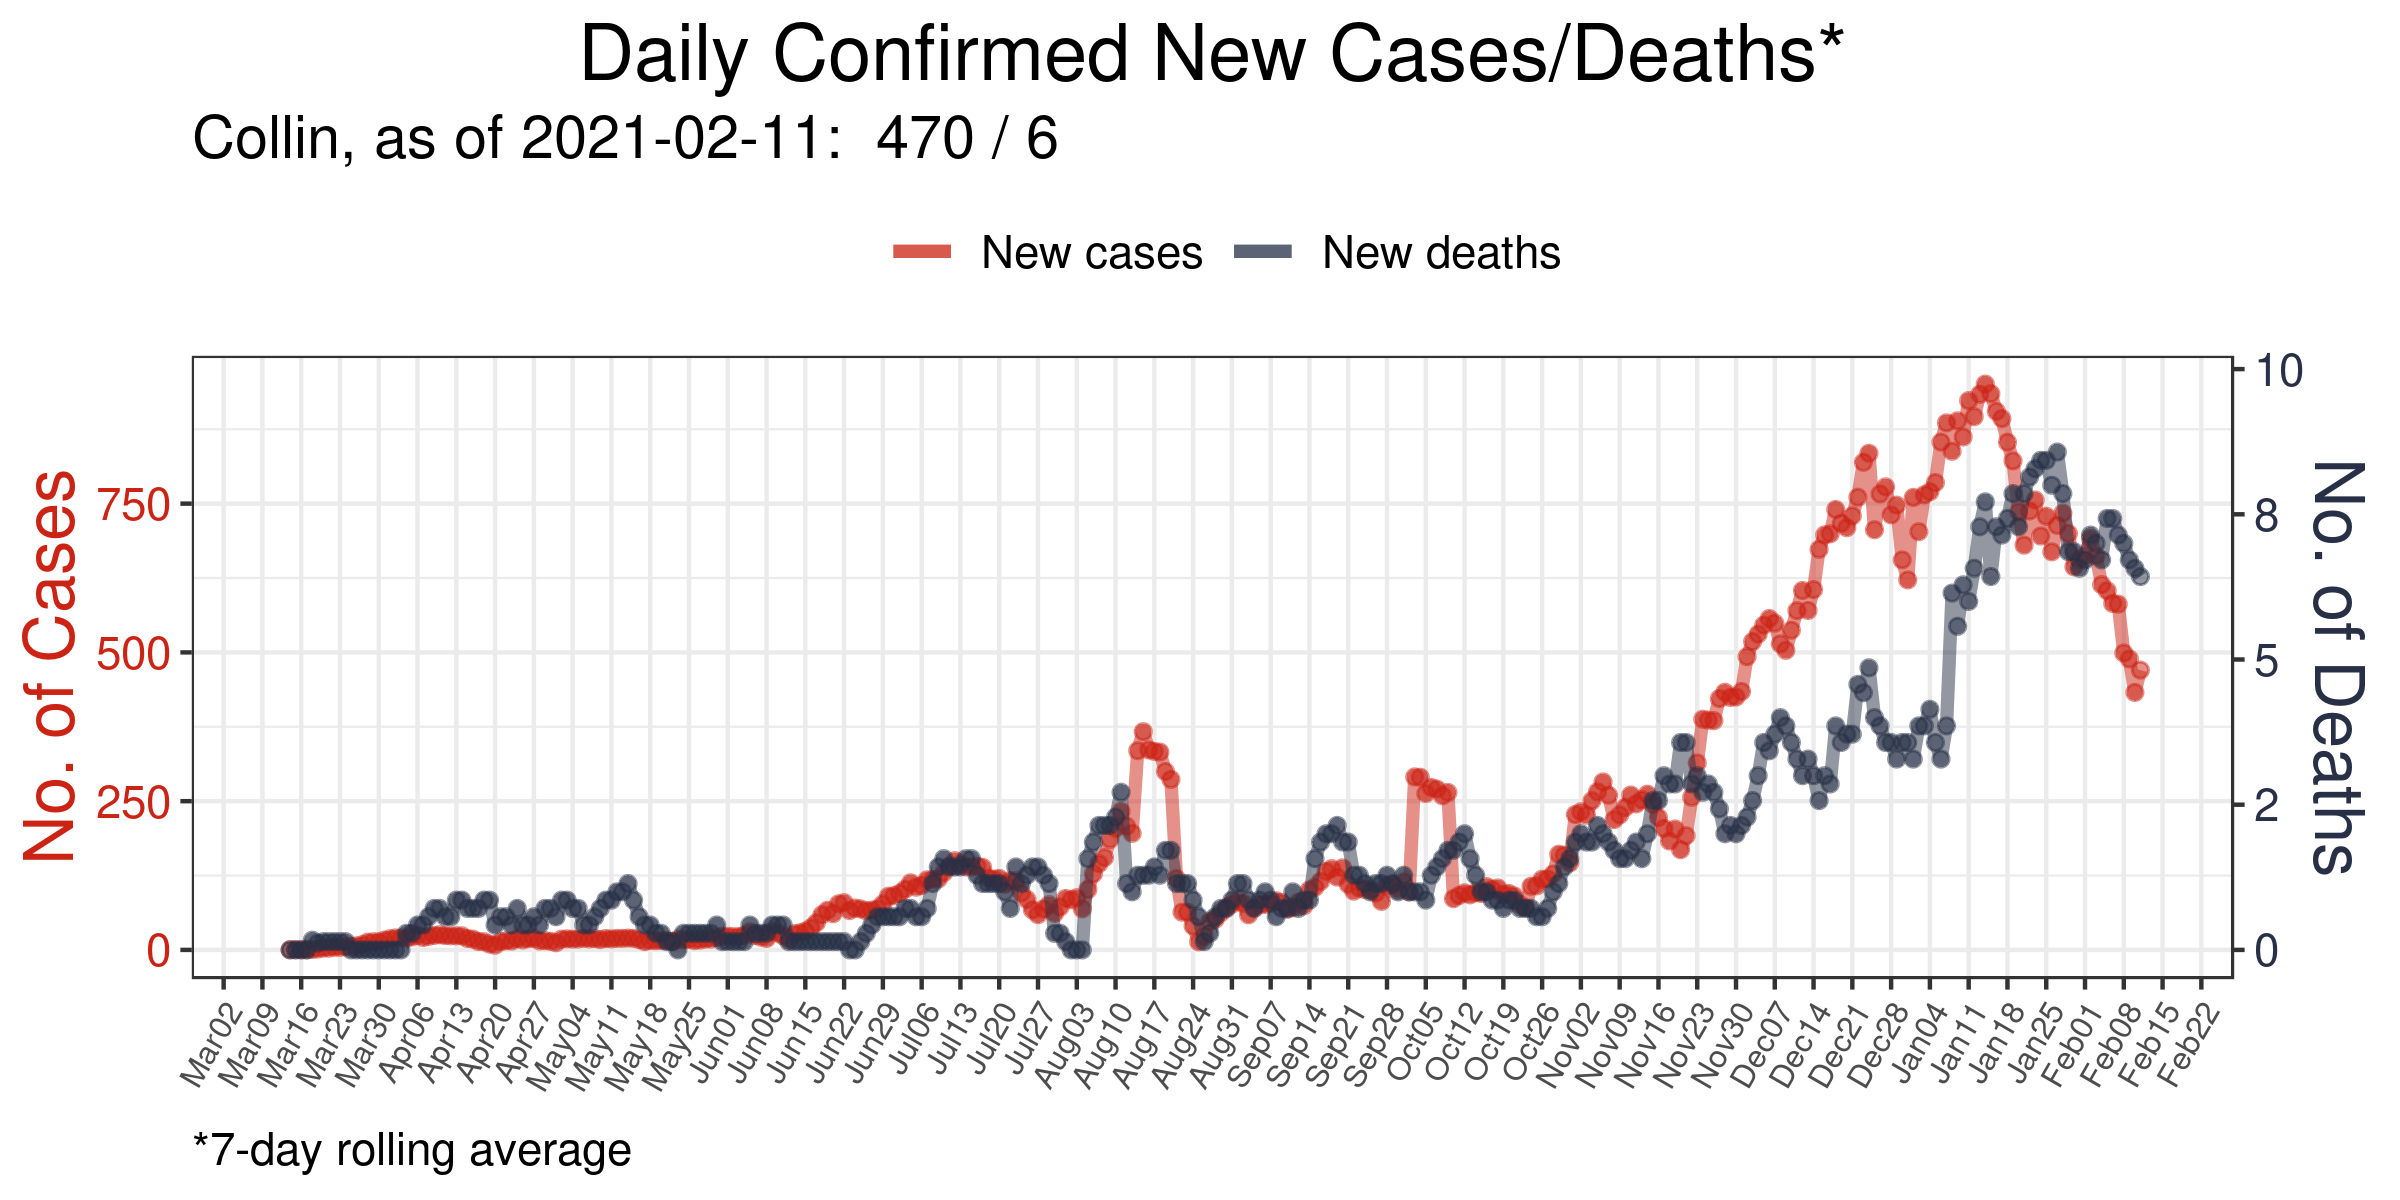 Daily Confirmed New Cases/Deaths*
Collin, as of 2021-02-11:  470 / 6
New cases
New deaths
No. of Cases
750
500
250
0
10
8
5
2
0
No. of Deaths
Mar02
Mar09
Mar16
Mar23
Mar30
Apr06
Apr13
Apr20
Apr27
May04
May11
May18
May25
Jun01
Jun08
Jun15
Jun22
Jun29
Jul06
Jul13
Jul20
Jul27
Aug03
Aug10
Aug17
Aug24
Aug31
Sep07
Sep14
Sep21
Sep28
Oct05
Oct12
Oct19
Oct26
Nov02
Nov09
Nov16
Nov23
Nov30
Dec07
Dec14
Dec21
Dec28
Jan04
Jan11
Jan18
Jan25
Feb01
Feb08
Feb15
Feb22
*7-day rolling average